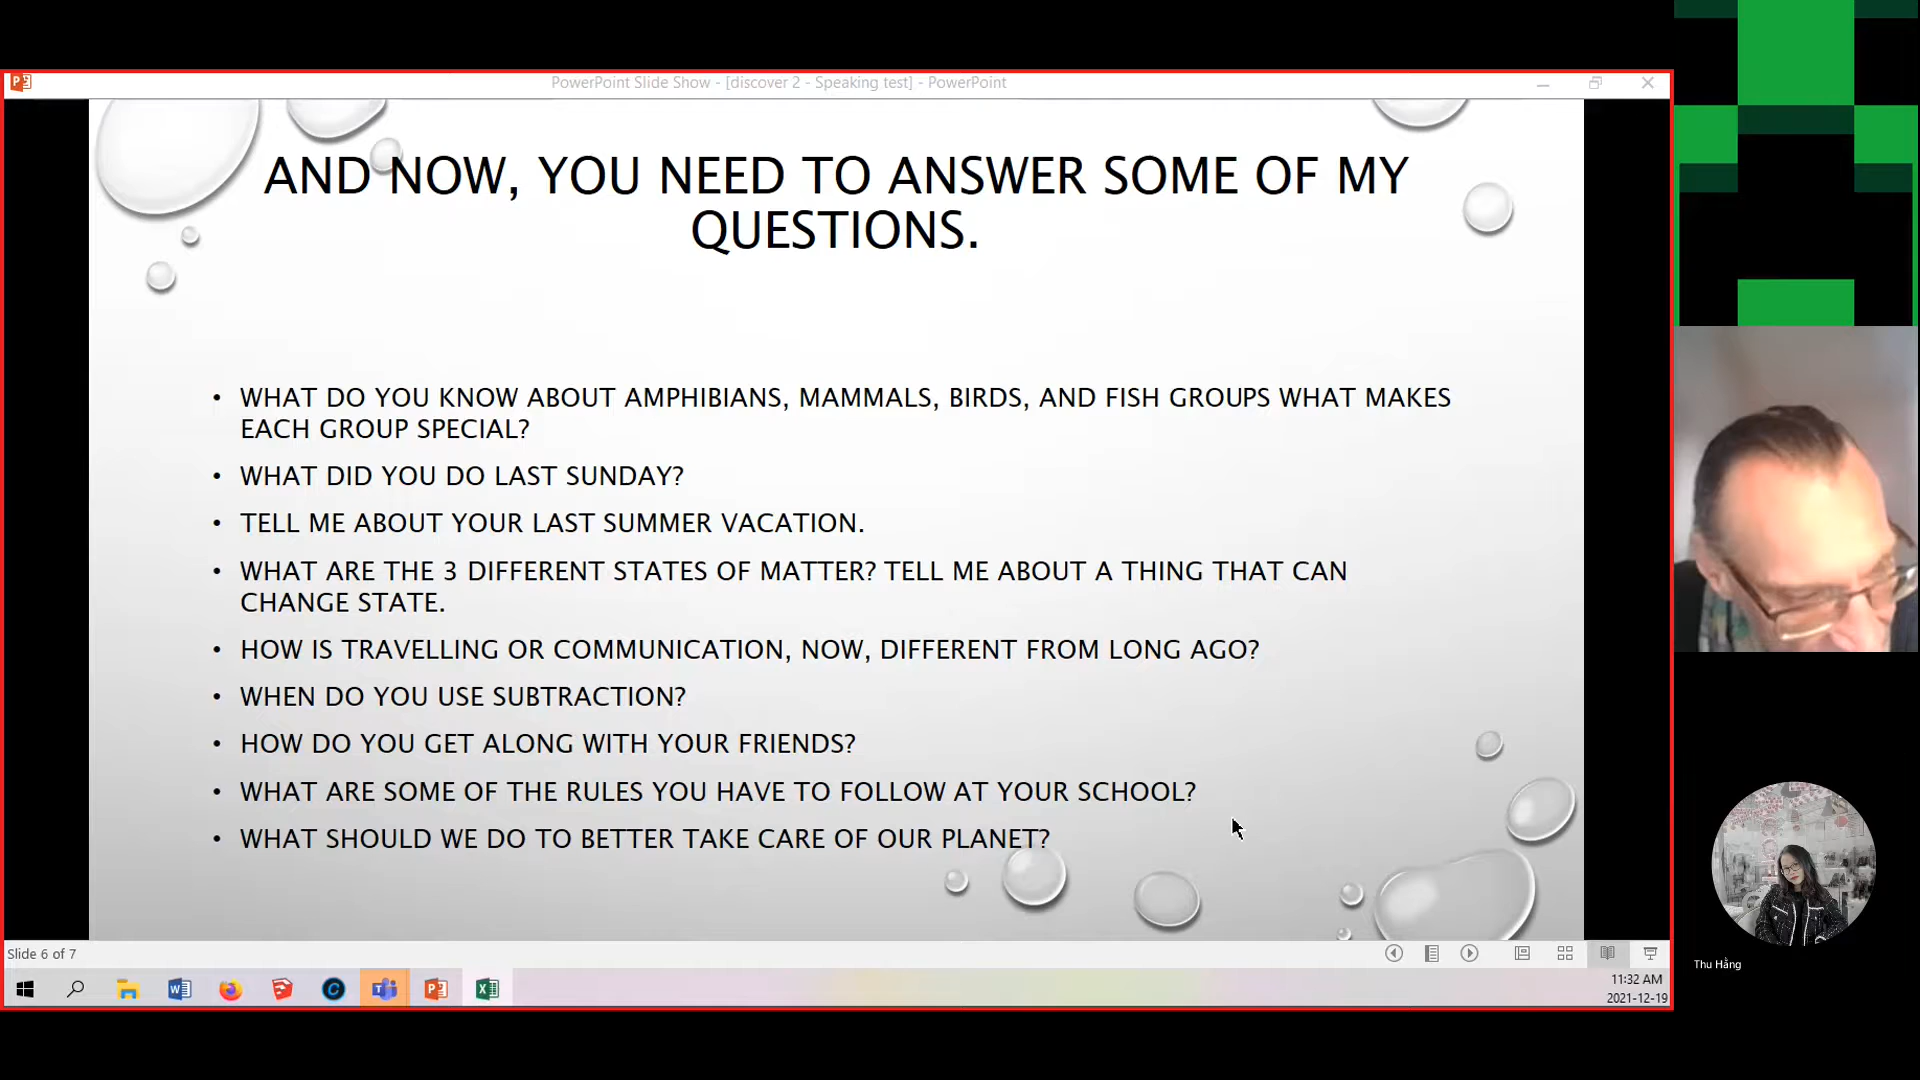 PowerPoint Slide Show - [discover 2 - Speaking test] - PowerPoint
AND NOW, YOU NEED TO ANSWER SOME OF MY
QUESTIONS.
• WHAT DO YOU KNOW ABOUT AMPHIBIANS, MAMMALS, BIRDS, AND FISH GROUPS WHAT MAKES
EACH GROUP SPECIAL?
• WHAT DID YOU DO LAST SUNDAY?
• TELL ME ABOUT YOUR LAST SUMMER VACATION.
• WHAT ARE THE 3 DIFFERENT STATES OF MATTER? TELL ME ABOUT A THING THAT CAN
CHANGE STATE.
• HOW IS TRAVELLING OR COMMUNICATION, NOW, DIFFERENT FROM LONG AGO?
• WHEN DO YOU USE SUBTRACTION?
• HOW DO YOU GET ALONG WITH YOUR FRIENDS?
• WHAT ARE SOME OF THE RULES YOU HAVE TO FOLLOW AT YOUR SCHOOL?
• WHAT SHOULD WE DO TO BETTER TAKE CARE OF OUR PLANET?
Slide 6 of 7
11:32 AM
2021-12-19
Thu Hằng